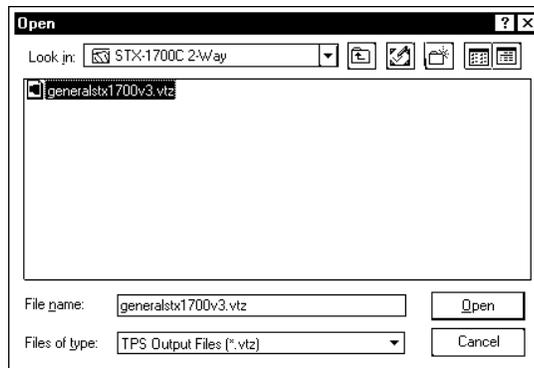 Open
Look in: STX-1700C 2-Way
generalstx1700v3.vtz
File name: generalstx1700v3.vtz Open
Files of type: TPS Output Files (*.vtz) Cancel